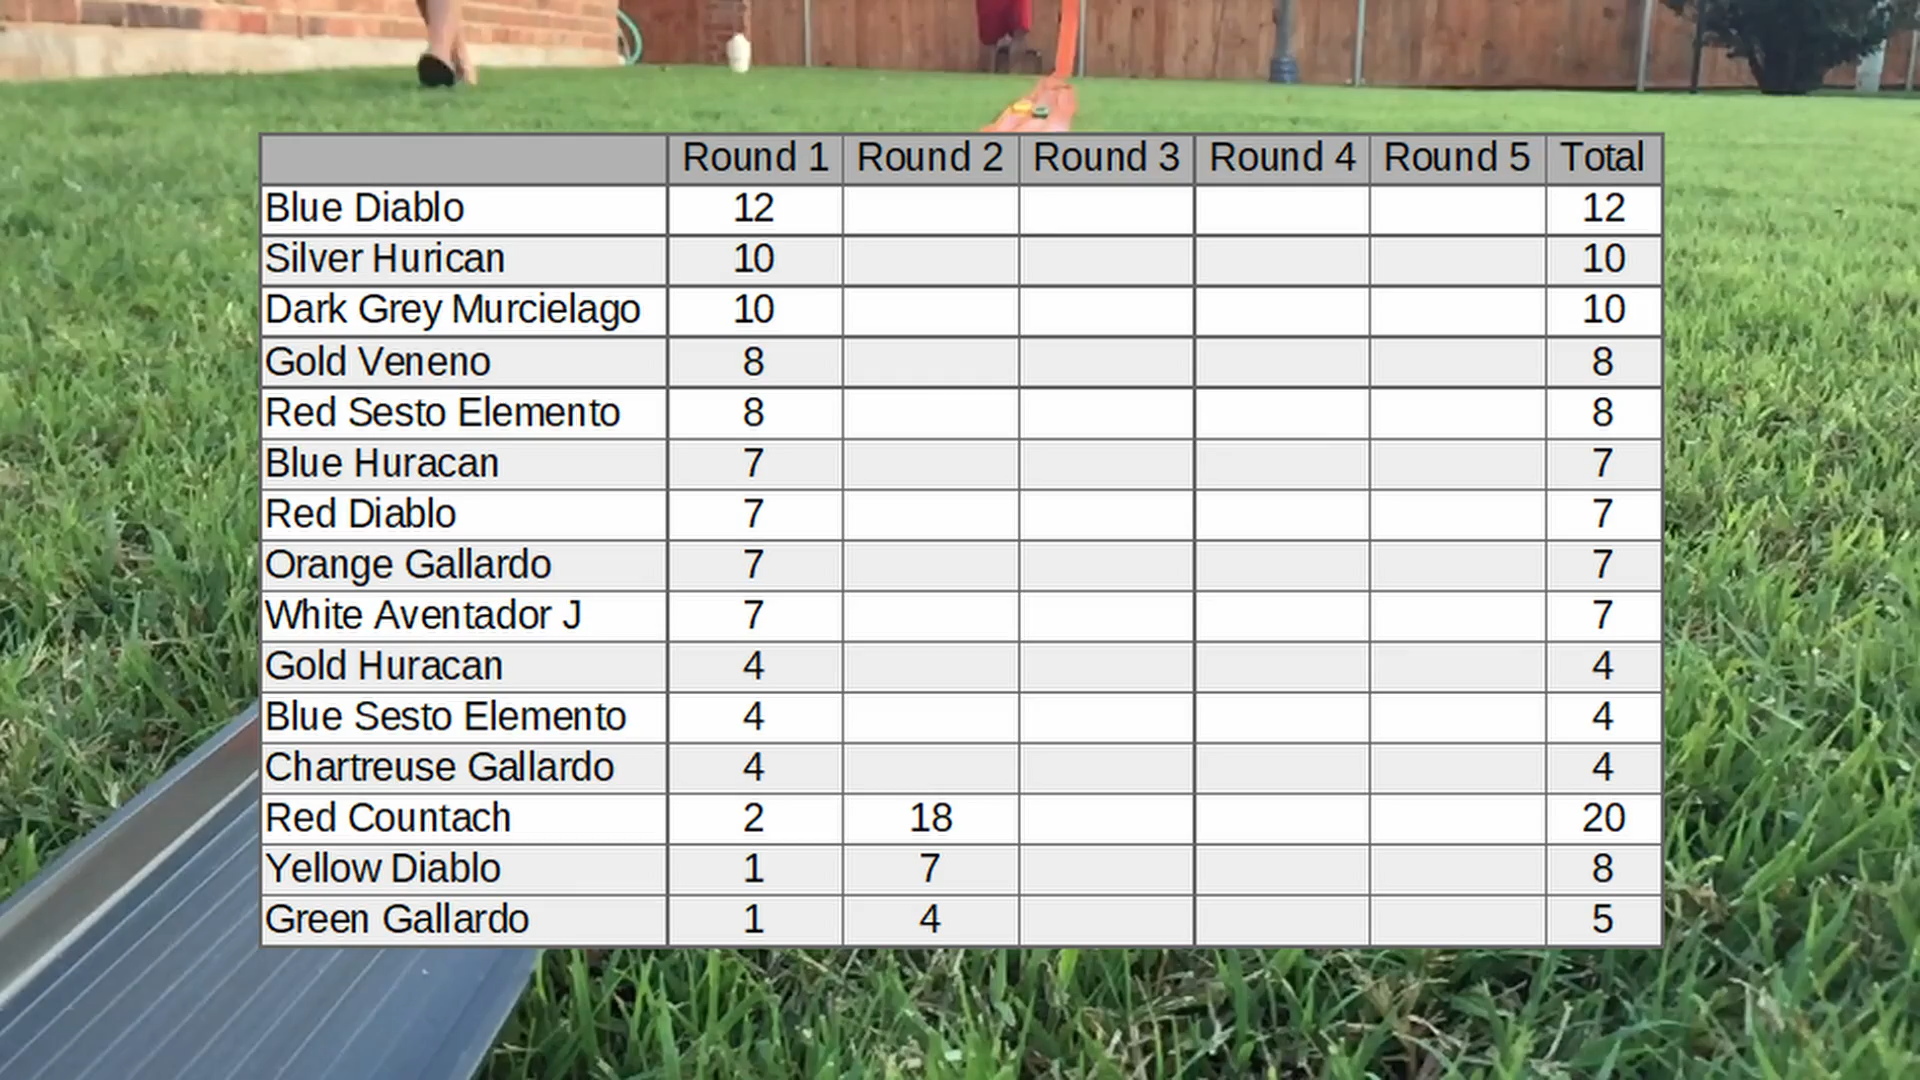 Round 1 Round 2 Round 3 Round 4 Round 5 Total
Blue Diablo 12 12
Silver Hurican 10 10
Dark Grey Murcielago 10 10
Gold Veneno 8 8
Red Sesto Elemento 8 8
Blue Huracan 7 7
Red Diablo 7 7
Orange Gallardo 7 7
White Aventador J 7 7
Gold Huracan 4 4
Blue Sesto Elemento 4 4
Chartreuse Gallardo 4 4
Red Countach 2 18 20
Yellow Diablo 1 7 8
Green Gallardo 1 4 5